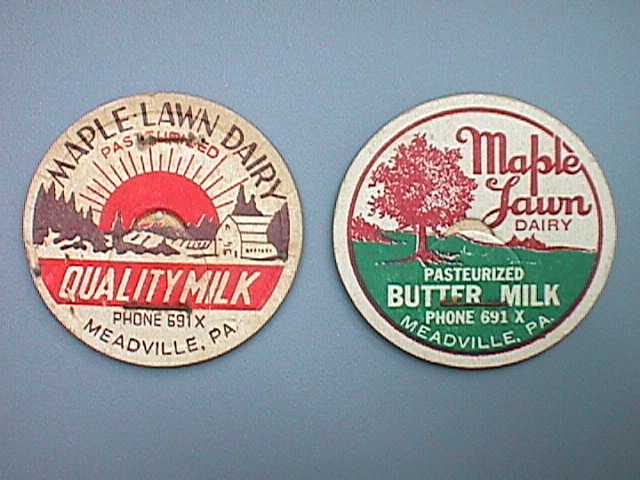 MAPLE-LAWN DAIRY
PASTEURIZED
QUALITY MILK
PHONE 691X
MEADVILLE, PA.
Maple
Lawn
DAIRY
PASTEURIZED
BUTTER MILK
PHONE 691 X
MEADVILLE, PA.